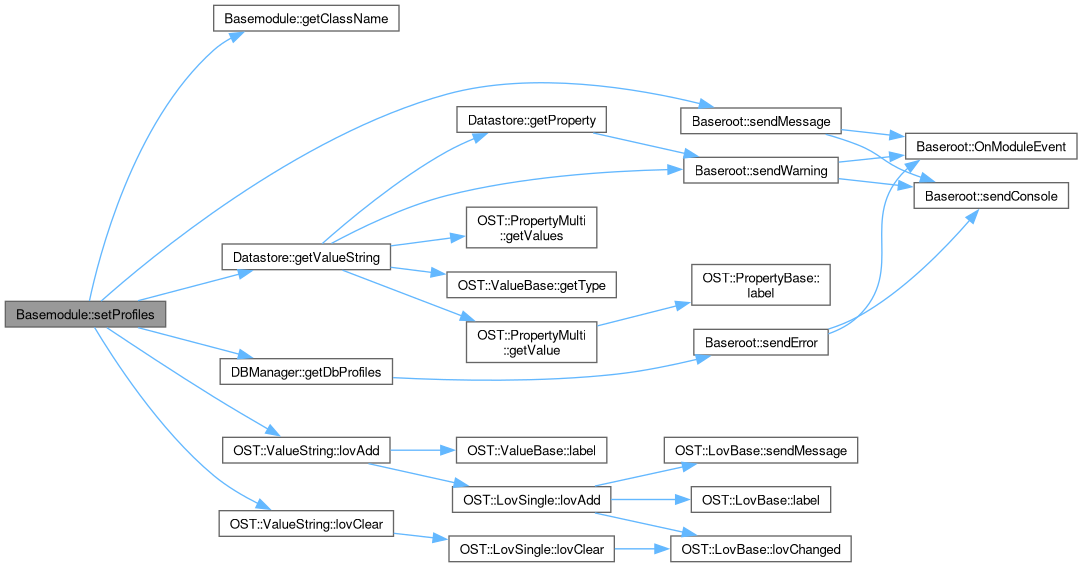 Basemodule::getClassName
Datastore::getProperty
Baseroot::sendMessage
Baseroot::OnModuleEvent
Baseroot::sendWarning
Baseroot::sendConsole
OST::PropertyMulti
::getValues
Datastore::getValueString
OST::ValueBase::getType
OST::PropertyBase::
label
Basemodule::setProfiles
OST::PropertyMulti
::getValue
Baseroot::sendError
DBManager::getDbProfiles
OST::ValueString::lovAdd
OST::ValueBase::label
OST::LovBase::sendMessage
OST::LovSingle::lovAdd
OST::LovBase::label
OST::ValueString::lovClear
OST::LovSingle::lovClear
OST::LovBase::lovChanged